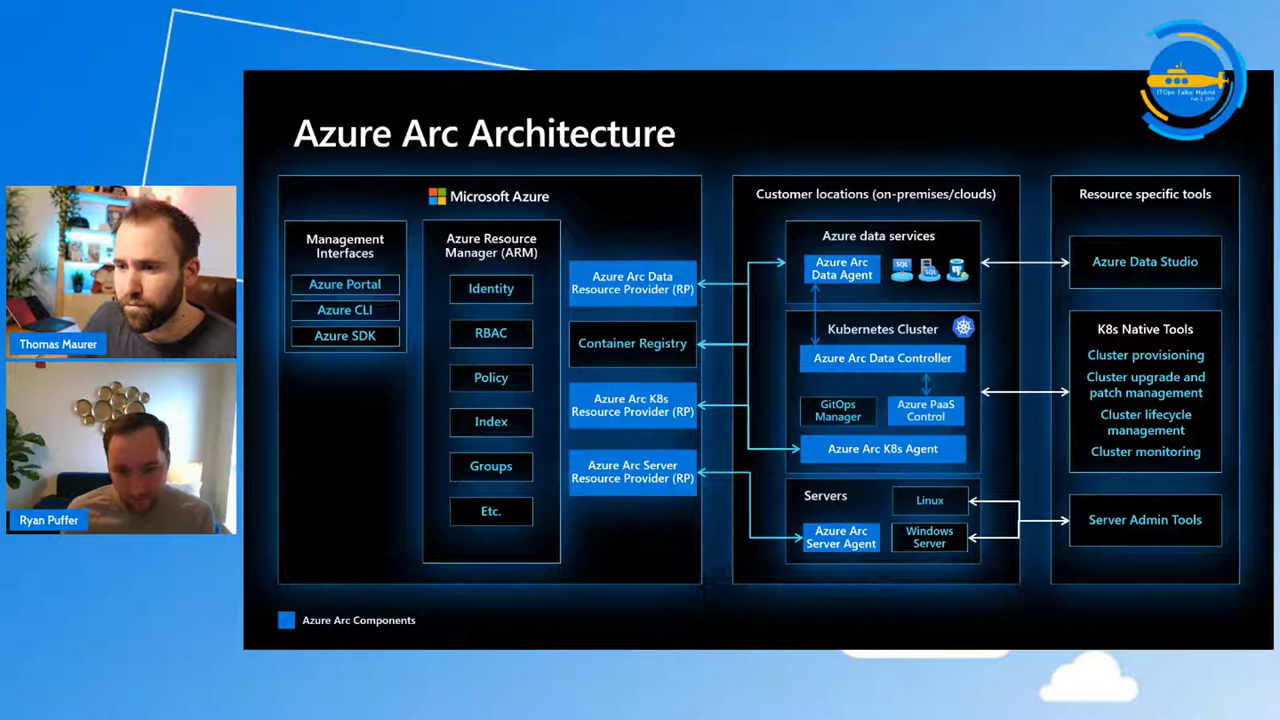 ITOps Talks: Hybrid
Azure Arc Architecture
Microsoft Azure
Management
Interfaces
Azure Portal
Azure CLI
Azure SDK
Azure Resource
Manager (ARM)
Identity
RBAC
Policy
Index
Groups
Etc.
Azure Arc Data
Resource Provider (RP)
Container Registry
Azure Arc K8s
Resource Provider (RP)
Azure Arc Server
Resource Provider (RP)
Customer locations (on-premises/clouds)
Azure data services
Azure Arc
Data Agent
SQL
SQL
Kubernetes Cluster
Azure Arc Data Controller
GitOps
Manager
Azure PaaS
Control
Azure Arc K8s Agent
Servers
Linux
Azure Arc
Server Agent
Windows
Server
Resource specific tools
Azure Data Studio
K8s Native Tools
Cluster provisioning
Cluster upgrade and
patch management
Cluster lifecycle
management
Cluster monitoring
Server Admin Tools
Azure Arc Components
Thomas Maurer
Ryan Puffer